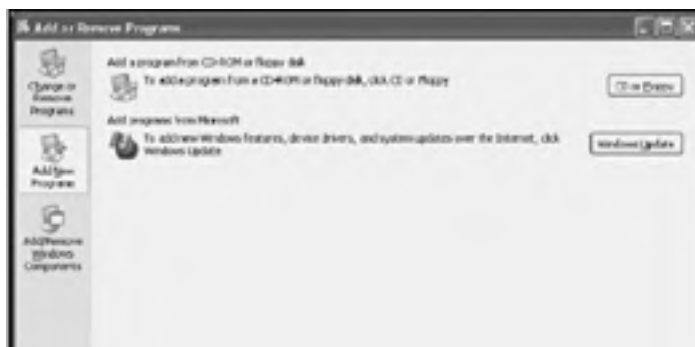 Add or Remove Programs
Change or
Remove
Programs
Add New
Programs
Add/Remove
Windows
Components
Add a program from CD-ROM or floppy disk
To add a program from a CD-ROM or floppy disk, click CD or Floppy
CD or Floppy
Add programs from Microsoft
To add new Windows features, device drivers, and system updates over the Internet, click
Windows Update
Windows Update